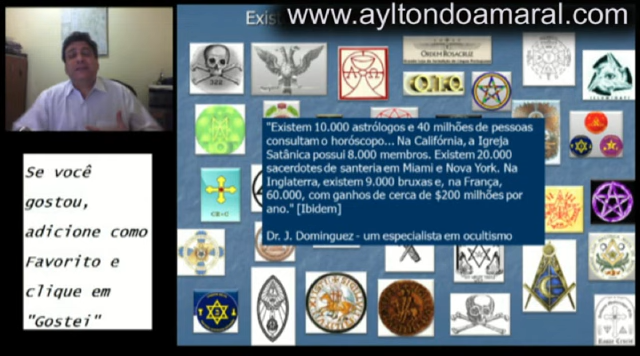 www.ayltondoamaral.com
Exist
322
ORDEM ROSACRUZ
O.T.O.
"Existem 10.000 astrólogos e 40 milhões de pessoas
consultam o horóscopo... Na Califórnia, a Igreja
Satânica possui 8.000 membros. Existem 20.000
sacerdotes de santeria em Miami e Nova York. Na
Inglaterra, existem 9.000 bruxas e, na França,
60.000, com ganhos de cerca de $200 milhões por
ano." [Ibidem]
Dr. J. Dominguez - um especialista em ocultismo
Se você
gostou,
adicione como
Favorito e
clique em
"Gostei"